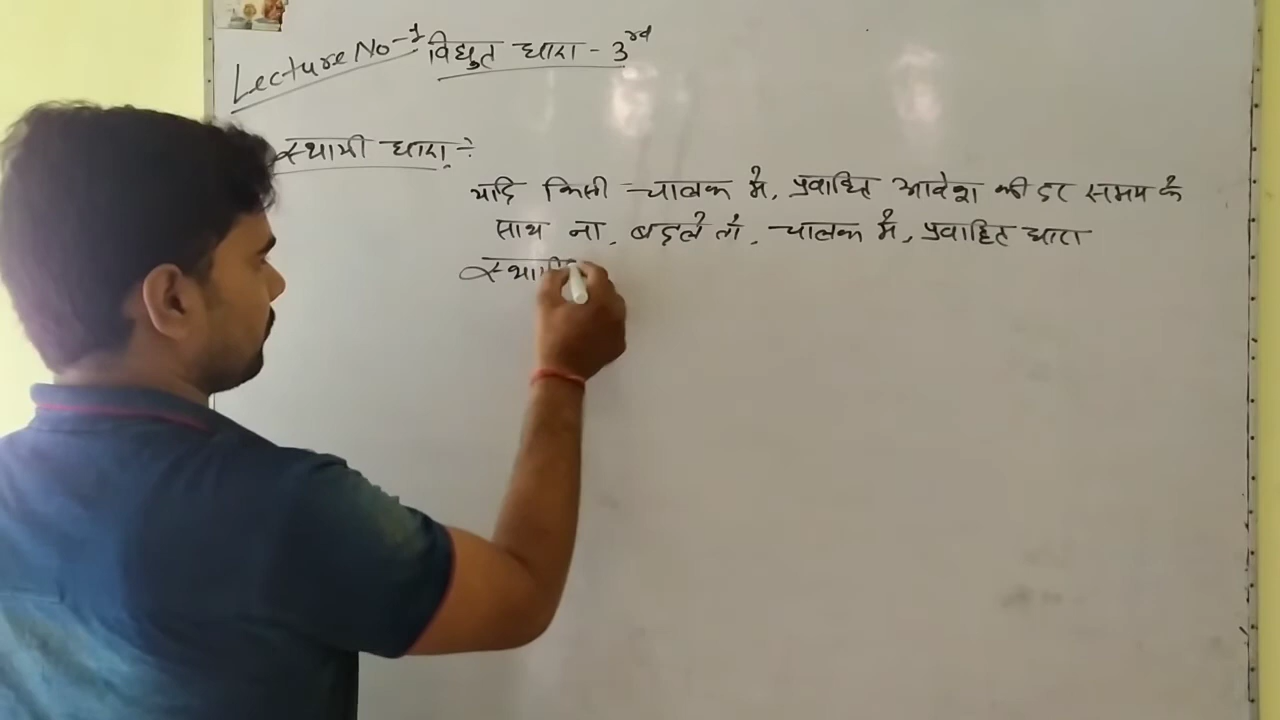 Lecture No-1 विद्युत धारा - 3rd
स्थायी धारा ÷
यदि किसी चालक में, प्रवाहित आवेश की दर समय के
साथ ना, बदले तो, चालक में, प्रवाहित धारा
स्थायी